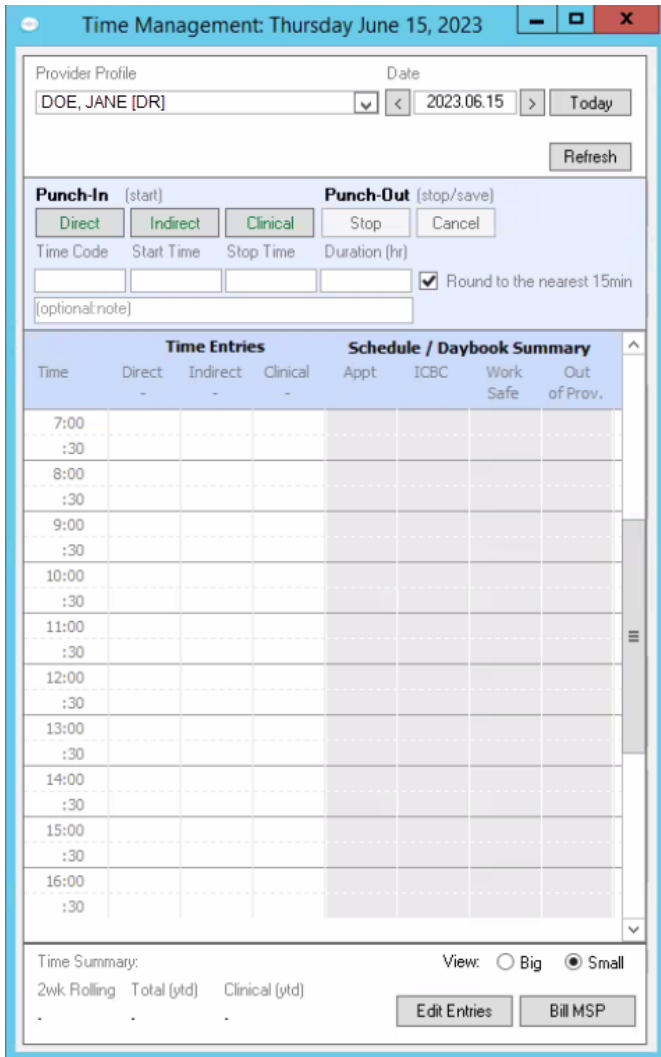 Time Management: Thursday June 15, 2023
Provider Profile Date
DOE, JANE [DR] < 2023.06.15 > Today
Refresh
Punch-In (start) Punch-Out (stop/save)
Direct Indirect Clinical Stop Cancel
Time Code Start Time Stop Time Duration (hr)
Round to the nearest 15min
(optional:note)
Time Entries Schedule / Daybook Summary
Time Direct Indirect Clinical Appt ICBC Work Out
- - - Safe of Prov.
7:00
:30
8:00
:30
9:00
:30
10:00
:30
11:00
:30
12:00
:30
13:00
:30
14:00
:30
15:00
:30
16:00
:30
Time Summary: View: Big Small
2wk Rolling Total (ytd) Clinical (ytd)
. . . Edit Entries Bill MSP